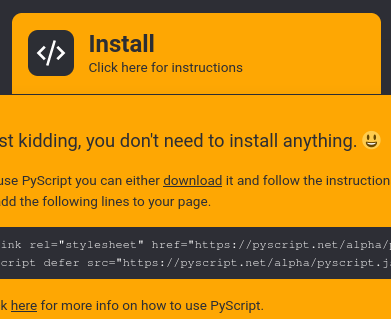 </>
Install
Click here for instructions
st kidding, you don't need to install anything. 😃
use PyScript you can either download it and follow the instruction
add the following lines to your page.
ink rel="stylesheet" href="https://pyscript.net/alpha/p
cript defer src="https://pyscript.net/alpha/pyscript.j
k here for more info on how to use PyScript.